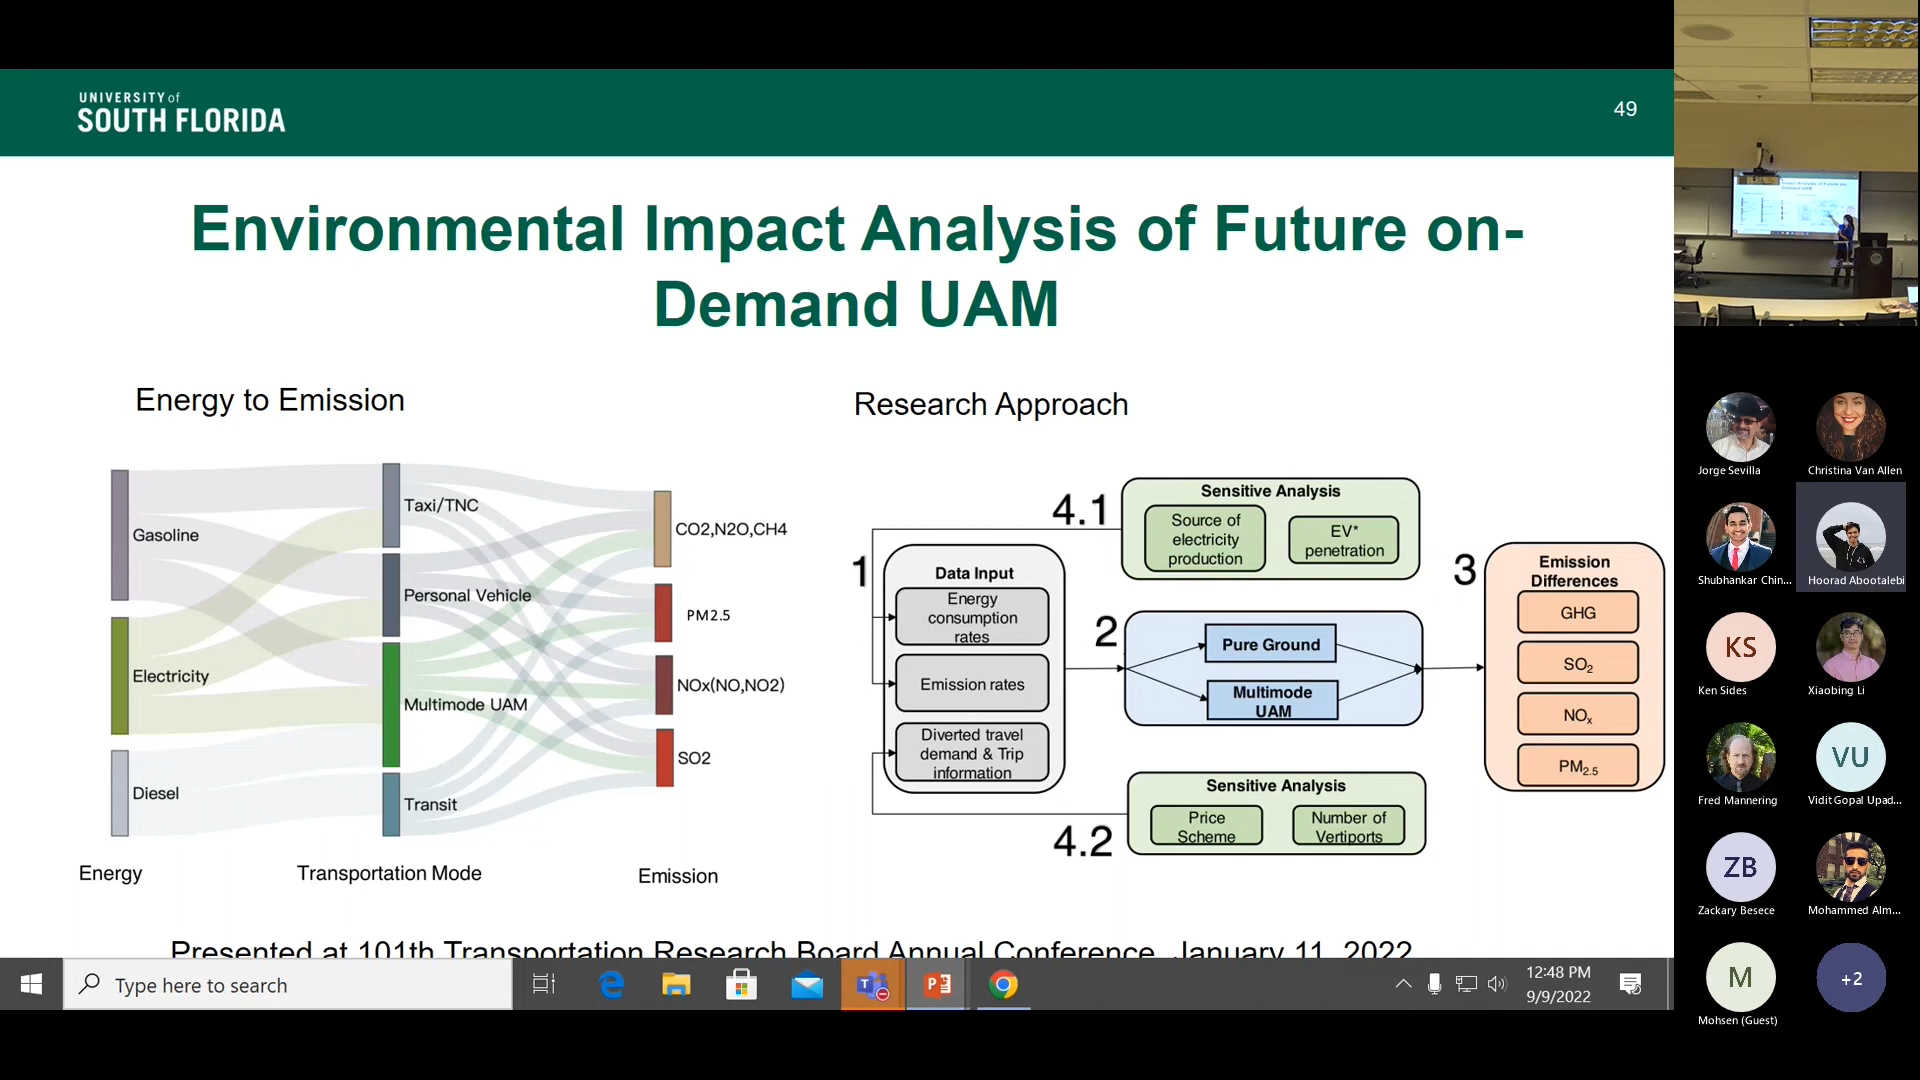 UNIVERSITY of
SOUTH FLORIDA
49
Environmental Impact Analysis of Future on-
Demand UAM
Energy to Emission
Research Approach
Gasoline
Electricity
Diesel
Taxi/TNC
Personal Vehicle
Multimode UAM
Transit
CO2,N2O,CH4
PM2.5
NOx(NO,NO2)
SO2
Energy
Transportation Mode
Emission
1
Data Input
Energy
consumption
rates
Emission rates
Diverted travel
demand & Trip
information
4.1
Sensitive Analysis
Source of
electricity
production
EV*
penetration
2
Pure Ground
Multimode
UAM
4.2
Sensitive Analysis
Price
Scheme
Number of
Vertiports
3
Emission
Differences
GHG
SO2
NOx
PM2.5
Presented at 101th Transportation Research Board Annual Conference, January 11, 2022
Type here to search
12:48 PM
9/9/2022
Impact Analysis of Future on-
Demand UAM
Jorge Sevilla
Christina Van Allen
Shubhankar Chin...
Hoorad Abootalebi
KS
Ken Sides
Xiaobing Li
Fred Mannering
VU
Vidit Gopal Upad...
ZB
Zackary Besece
Mohammed Alm...
M
Mohsen (Guest)
+2